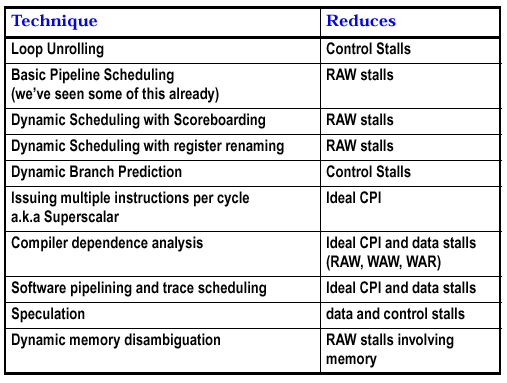 Technique Reduces
Loop Unrolling Control Stalls
Basic Pipeline Scheduling RAW stalls
(we've seen some of this already)
Dynamic Scheduling with Scoreboarding RAW stalls
Dynamic Scheduling with register renaming RAW stalls
Dynamic Branch Prediction Control Stalls
Issuing multiple instructions per cycle Ideal CPI
a.k.a Superscalar
Compiler dependence analysis Ideal CPI and data stalls
(RAW, WAW, WAR)
Software pipelining and trace scheduling Ideal CPI and data stalls
Speculation data and control stalls
Dynamic memory disambiguation RAW stalls involving
memory